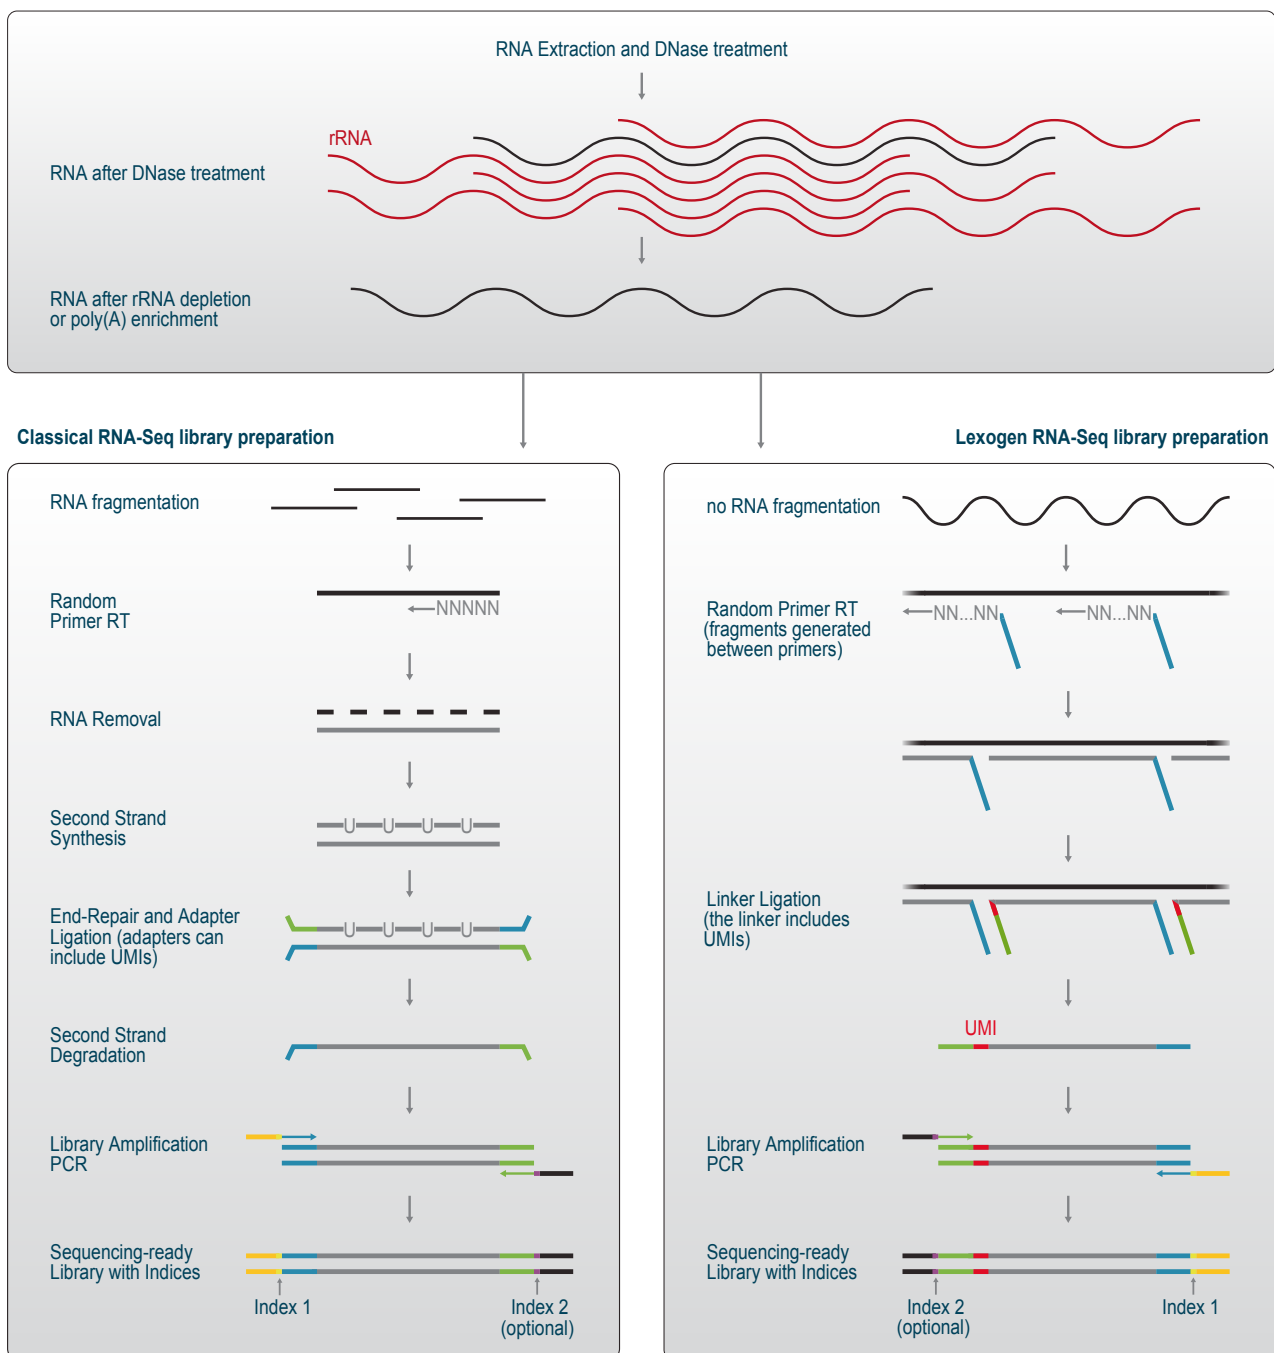 RNA Extraction and DNase treatment
rRNA
RNA after DNase treatment
RNA after rRNA depletion
or poly(A) enrichment
Classical RNA-Seq library preparation
RNA fragmentation
Random
Primer RT
NNNNN
RNA Removal
Second Strand
Synthesis
U U U U
End-Repair and Adapter
Ligation (adapters can
include UMIs)
U U U U
Second Strand
Degradation
Library Amplification
PCR
Sequencing-ready
Library with Indices
Index 1
Index 2
(optional)
Lexogen RNA-Seq library preparation
no RNA fragmentation
Random Primer RT
(fragments generated
between primers)
NN...NN NN...NN
Linker Ligation
(the linker includes
UMIs)
UMI
Library Amplification
PCR
Sequencing-ready
Library with Indices
Index 2
(optional)
Index 1